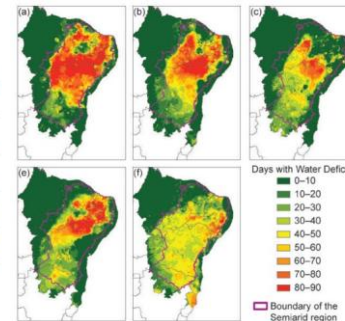 (a)
(b)
(c)
(e)
(f)
Days with Water Defic
0–10
10–20
20–30
30–40
40–50
50–60
60–70
70–80
80–90
Boundary of the
Semiarid region